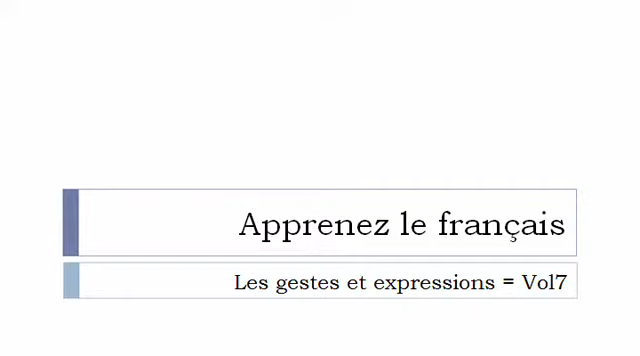 Apprenez le français
Les gestes et expressions = Vol7